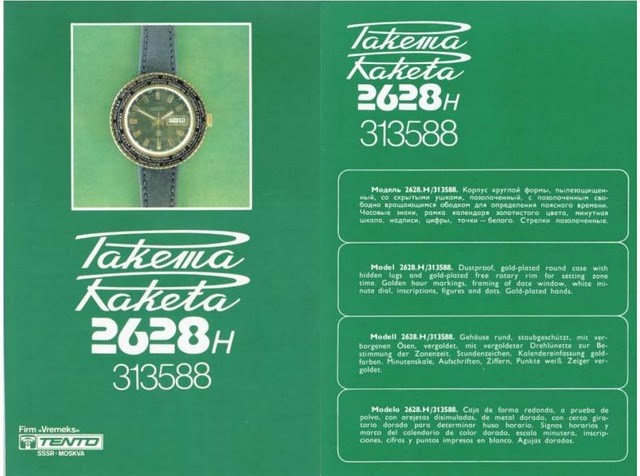 Ракета
Raketa
2628 H
313588
Firm «Vremeks»
TENTO
SSSR - MOSKVA
Ракета
Raketa
2628 H
313588
Модель 2628.Н/313588. Корпус круглой формы, пылезащищен-
ный, со скрытыми ушками, позолоченный, с позолоченным сво-
бодно вращающимся ободком для определения поясного времени.
Часовые знаки, рамка календаря золотистого цвета, минутная
шкала, надписи, цифры, точки — белого. Стрелки позолоченные.
Model 2628.H/313588. Dustproof, gold-plated round case with
hidden lugs and gold-plated free rotary rim for setting zone
time. Golden hour markings, framing of date window, white mi-
nute dial, inscriptions, figures and dots. Gold-plated hands.
Modell 2628.H/313588. Gehäuse rund, staubgeschützt, mit ver-
borgenen Ösen, vergoldet, mit vergoldeter Drehlünette zur Be-
stimmung der Zonenzeit. Stundenzeichen, Kalendereinfassung gold-
farben. Minutenskale, Aufschriften, Ziffern, Punkte weiß. Zeiger ver-
goldet.
Modelo 2628.H/313588. Caja de forma redonda, a prueba de
polvo, con orejetas disimuladas, de metal dorado, con cerco gira-
torio dorado para determinar huso horario. Signos horarios y
marco del calendario de color dorado, escala minutera, inscrip-
ciones, cifras y puntos impresos en blanco. Agujas dorados.